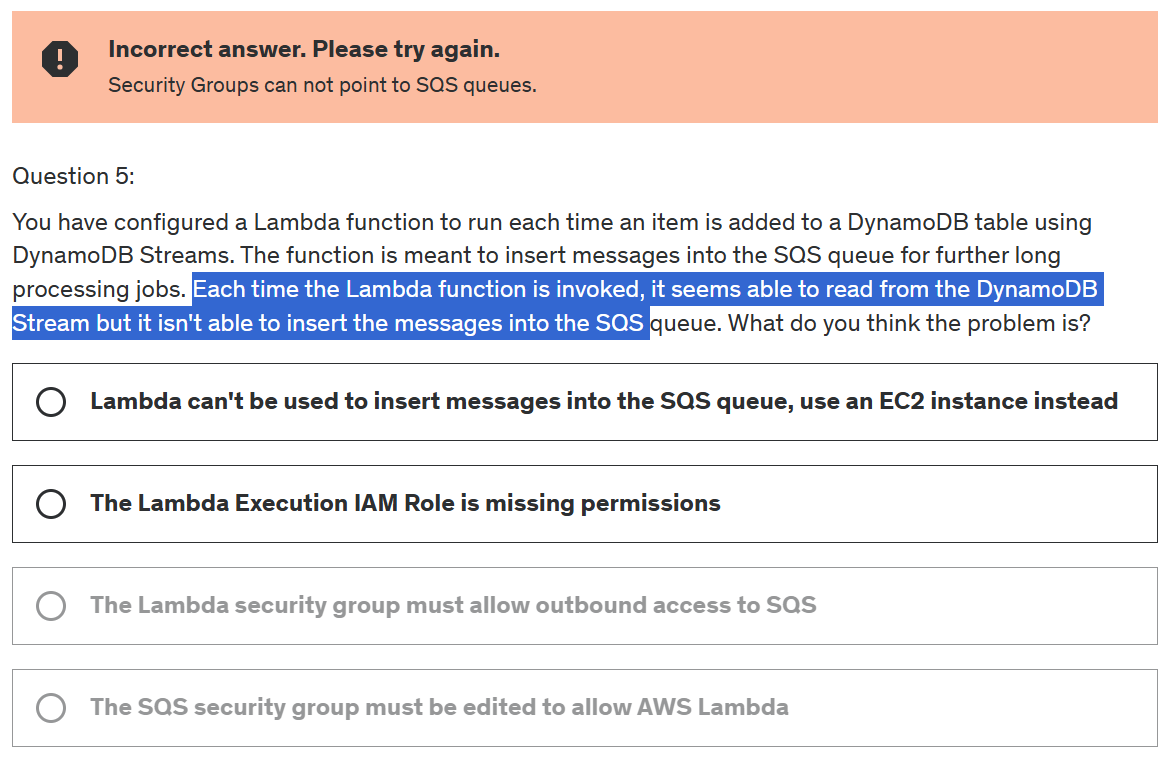 Incorrect answer. Please try again.
Security Groups can not point to SQS queues.
Question 5:
You have configured a Lambda function to run each time an item is added to a DynamoDB table using
DynamoDB Streams. The function is meant to insert messages into the SQS queue for further long
processing jobs. Each time the Lambda function is invoked, it seems able to read from the DynamoDB
Stream but it isn't able to insert the messages into the SQS queue. What do you think the problem is?
Lambda can't be used to insert messages into the SQS queue, use an EC2 instance instead
The Lambda Execution IAM Role is missing permissions
The Lambda security group must allow outbound access to SQS
The SQS security group must be edited to allow AWS Lambda